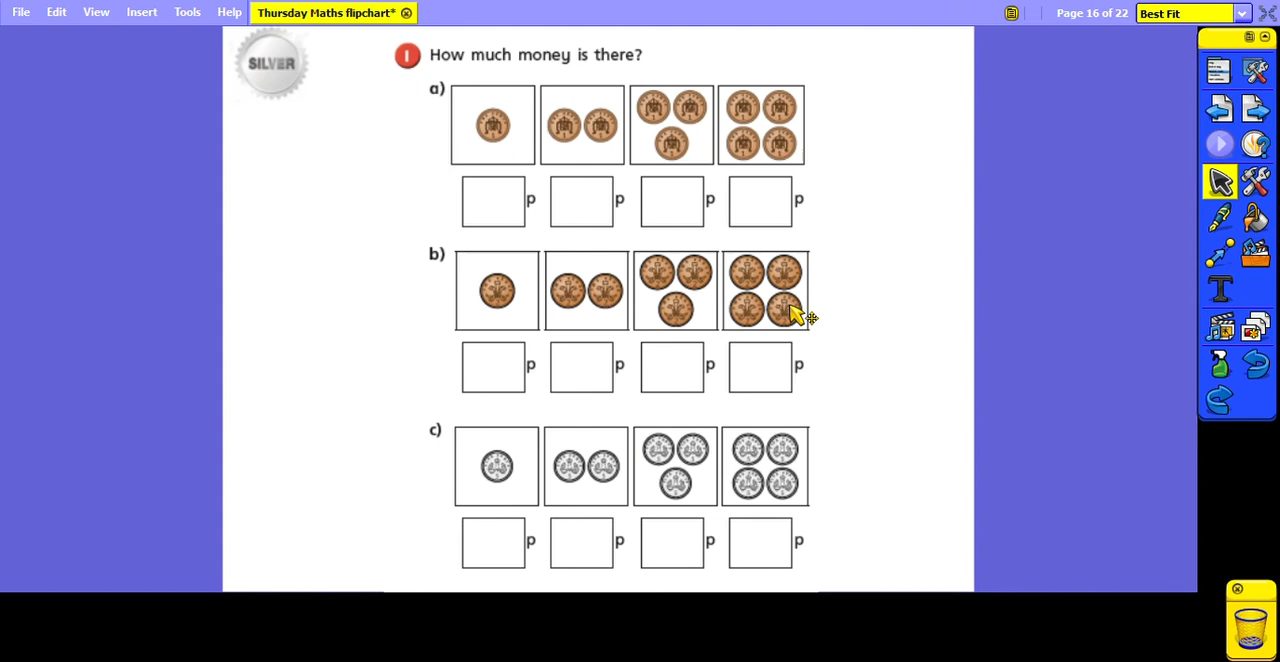 File Edit View Insert Tools Help Thursday Maths flipchart* Page 16 of 22 Best Fit
SILVER
1 How much money is there?
a)
p p p p
b)
p p p p
c)
p p p p
T